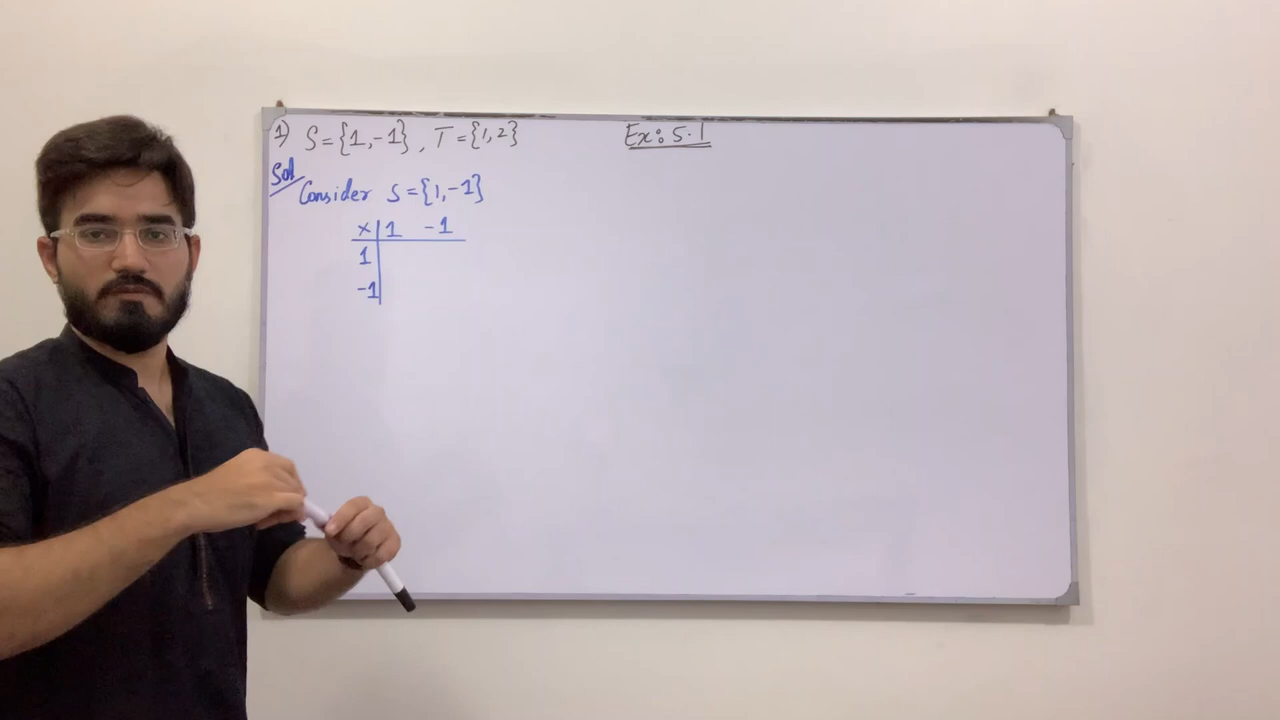 1) S={1,-1}, T={1,2}
Ex: 5.1
Sol
Consider S={1,-1}
× 1 -1
1
-1